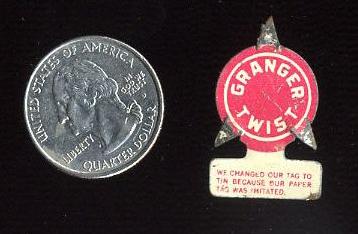 UNITED STATES OF AMERICA
LIBERTY
IN GOD WE TRUST
QUARTER DOLLAR
GRANGER
TWIST
WE CHANGED OUR TAG TO
TIN BECAUSE OUR PAPER
TAG WAS IMITATED.